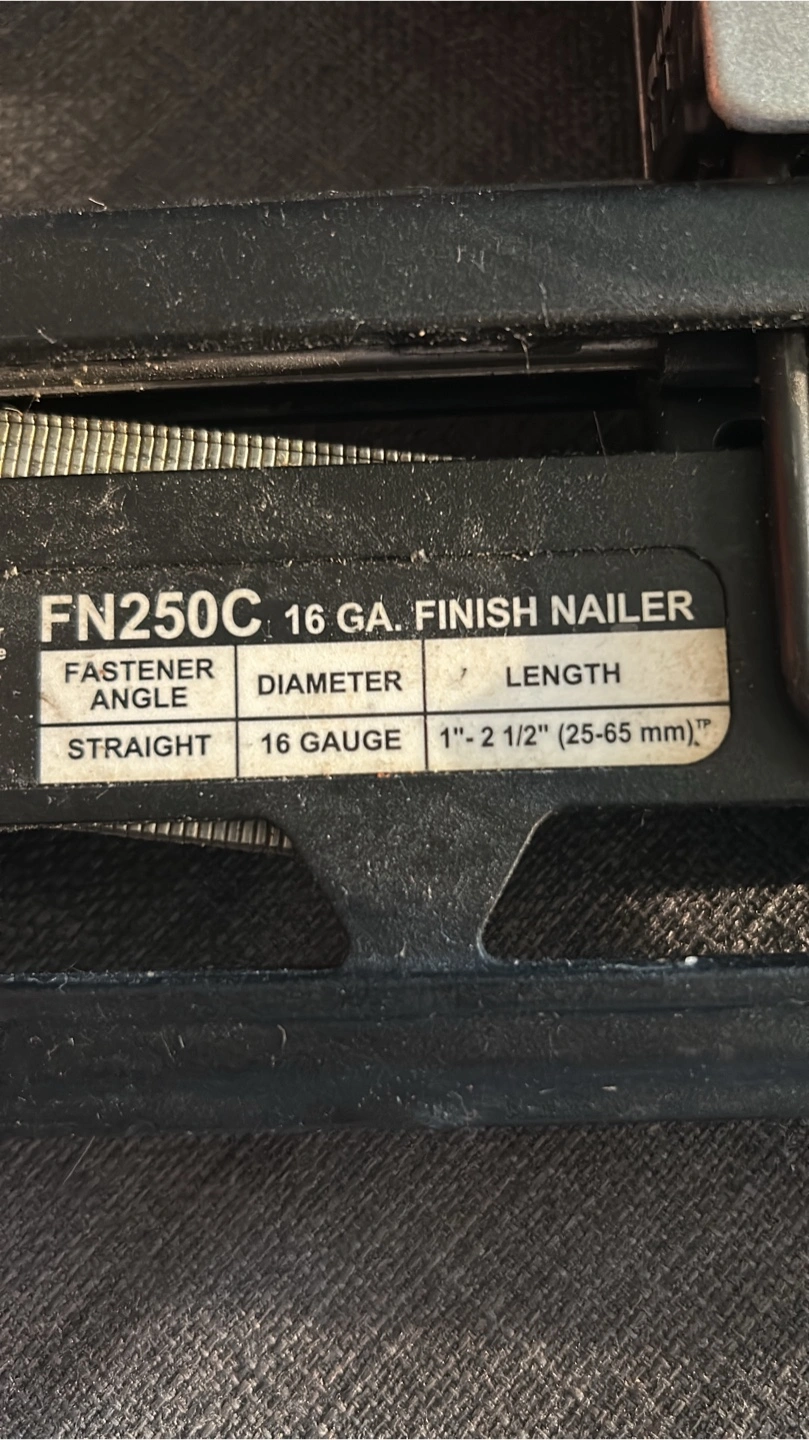 FN250C 16 GA. FINISH NAILER
FASTENER ANGLE DIAMETER LENGTH
STRAIGHT 16 GAUGE 1"- 2 1/2" (25-65 mm)™